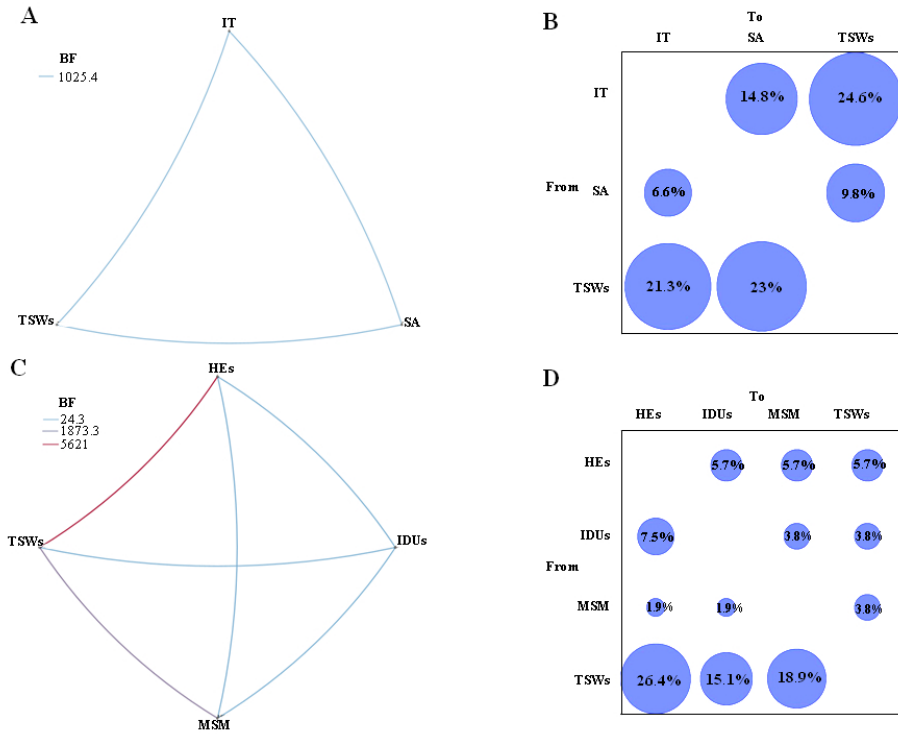 A
IT
BF
1025.4
TSWs
SA
B
To
IT SA TSWs
IT 14.8% 24.6%
From SA 6.6% 9.8%
TSWs 21.3% 23%
C
HEs
BF
24.3
1873.3
5621
TSWs
IDUs
MSM
D
To
HEs IDUs MSM TSWs
HEs 5.7% 5.7% 5.7%
IDUs 7.5% 3.8% 3.8%
From
MSM 1.9% 1.9% 3.8%
TSWs 26.4% 15.1% 18.9%